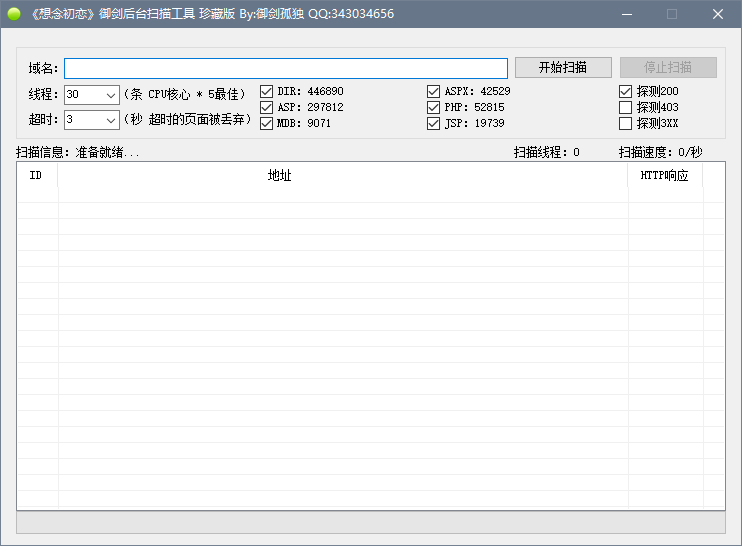 《想念初恋》御剑后台扫描工具 珍藏版 By:御剑孤独 QQ:343034656
域名: 开始扫描 停止扫描
线程: 30 (条 CPU核心 * 5最佳) DIR: 446890 ASPX: 42529 探测200
ASP: 297812 PHP: 52815 探测403
超时: 3 (秒 超时的页面被丢弃) MDB: 9071 JSP: 19739 探测3XX
扫描信息: 准备就绪... 扫描线程: 0 扫描速度: 0/秒
ID 地址 HTTP响应